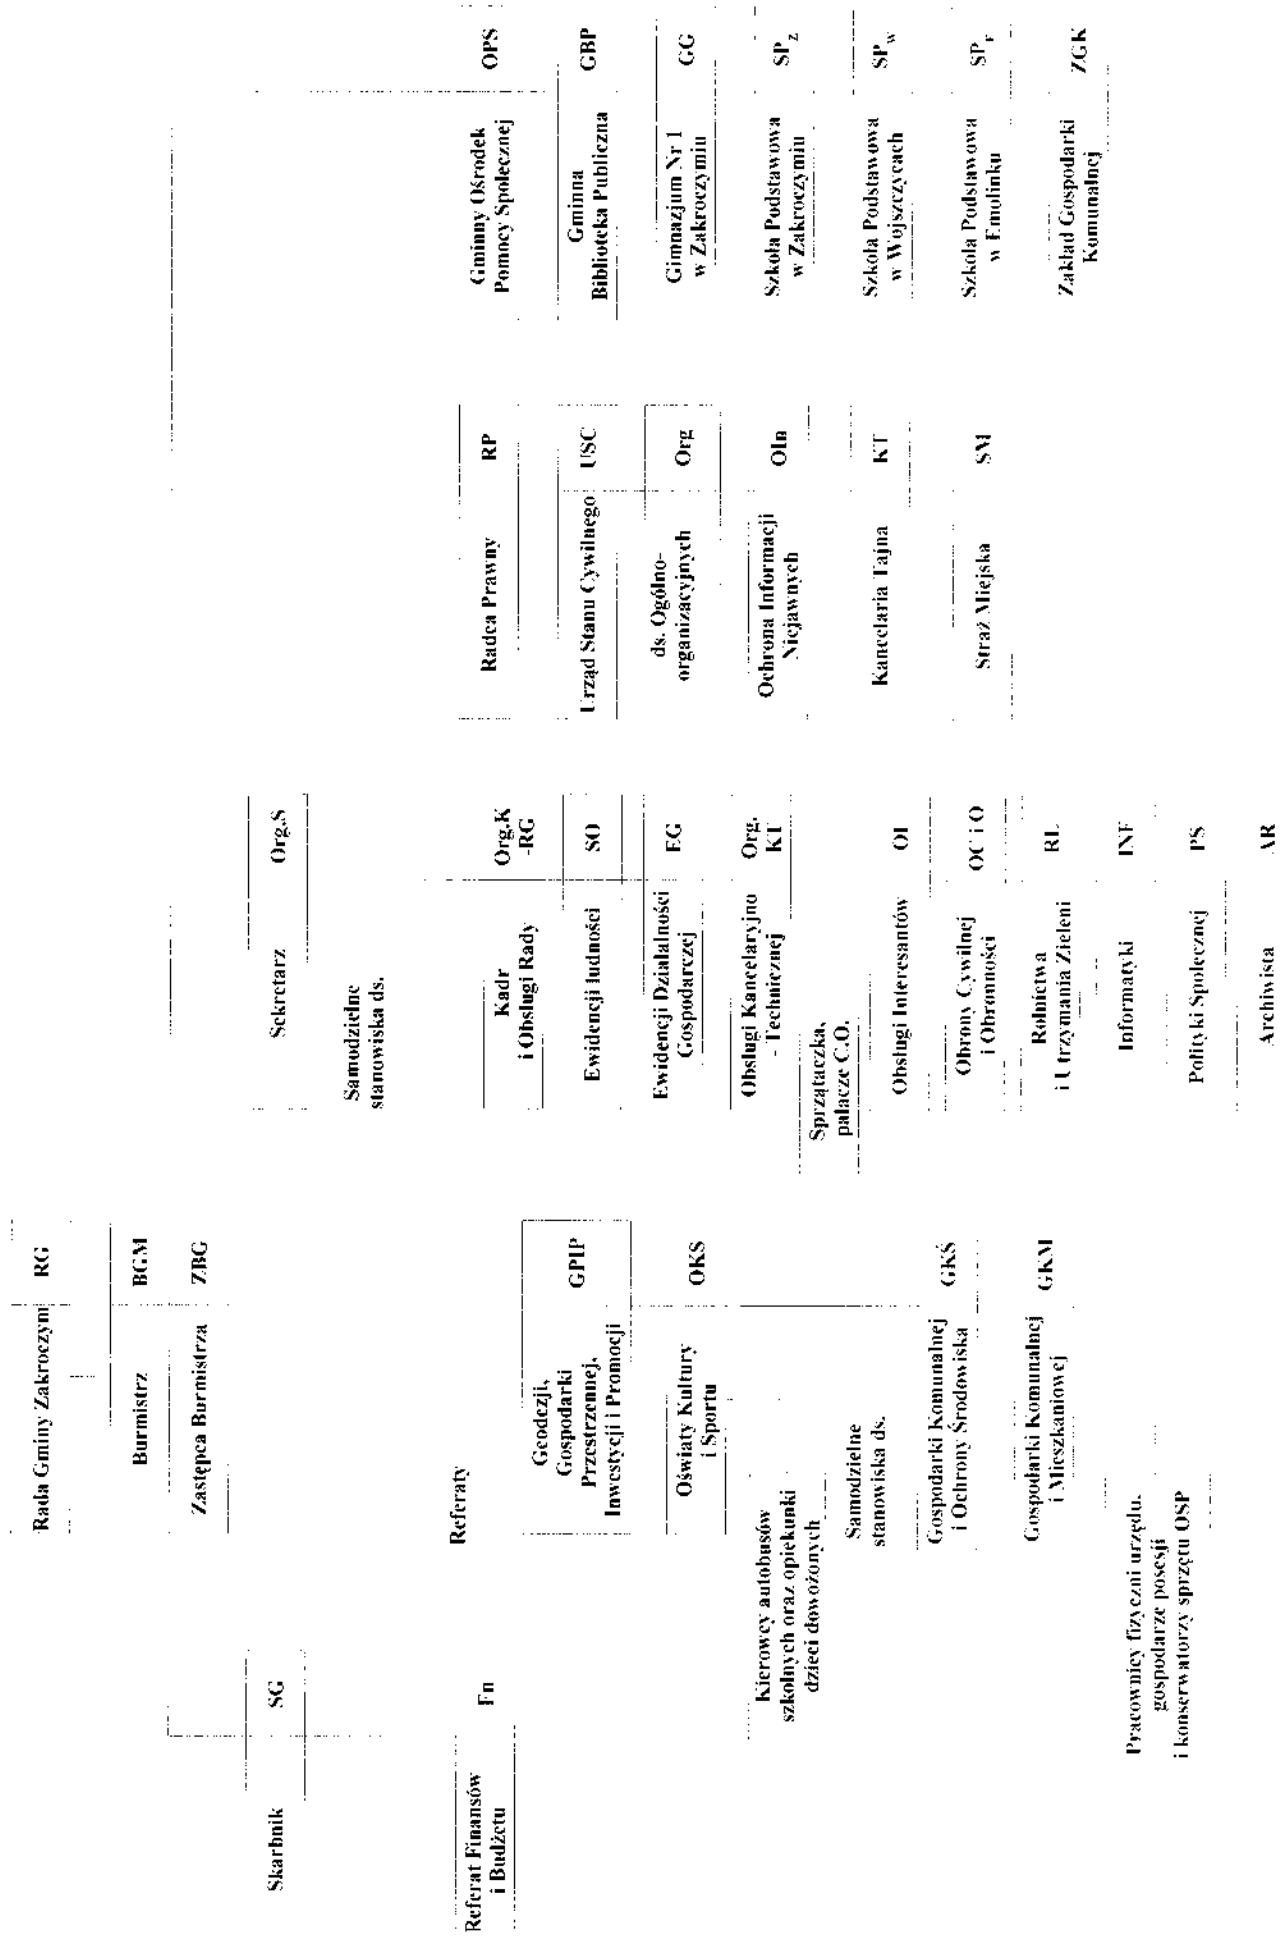 Rada Gminy Zakroczym
RG
Burmistrz
BGM
Zastępca Burmistrza
ZBG
Skarbnik
SG
Sekretarz
Org.S
Samodzielne
stanowiska ds.
Referat Finansów
i Budżetu
Fn
Referaty
Geodezji,
Gospodarki
Przestrzennej,
Inwestycji i Promocji
GPIP
Oświaty Kultury
i Sportu
OKS
Kierowcy autobusów
szkolnych oraz opiekunki
dzieci dowożonych
Samodzielne
stanowiska ds.
Gospodarki Komunalnej
i Ochrony Środowiska
GKŚ
Gospodarki Komunalnej
i Mieszkaniowej
GKM
Pracownicy fizyczni urzędu.
gospodarze posesji
i konserwatorzy sprzętu OSP
Kadr
i Obsługi Rady
Org.K
-RG
Ewidencji ludności
SO
Ewidencji Działalności
Gospodarczej
EG
Obsługi Kancelaryjno
- Technicznej
Org.
KT
Sprzątaczka,
palacze C.O.
Obsługi Interesantów
OI
Obrony Cywilnej
i Obronności
OC i O
Rolnictwa
i Utrzymania Zieleni
RL
Informatyki
INF
Polityki Społecznej
PS
Archiwista
AR
Radca Prawny
RP
Urząd Stanu Cywilnego
USC
ds. Ogólno-
organizacyjnych
Org
Ochrona Informacji
Niejawnych
OIn
Kancelaria Tajna
KT
Straż Miejska
SM
Gminny Ośrodek
Pomocy Społecznej
OPS
Gminna
Biblioteka Publiczna
GBP
Gimnazjum Nr 1
w Zakroczymiu
GG
Szkoła Podstawowa
w Zakroczymiu
SPZ
Szkoła Podstawowa
w Wojszczycach
SPW
Szkoła Podstawowa
w Emolinku
SP
Zakład Gospodarki
Komunalnej
ZGK